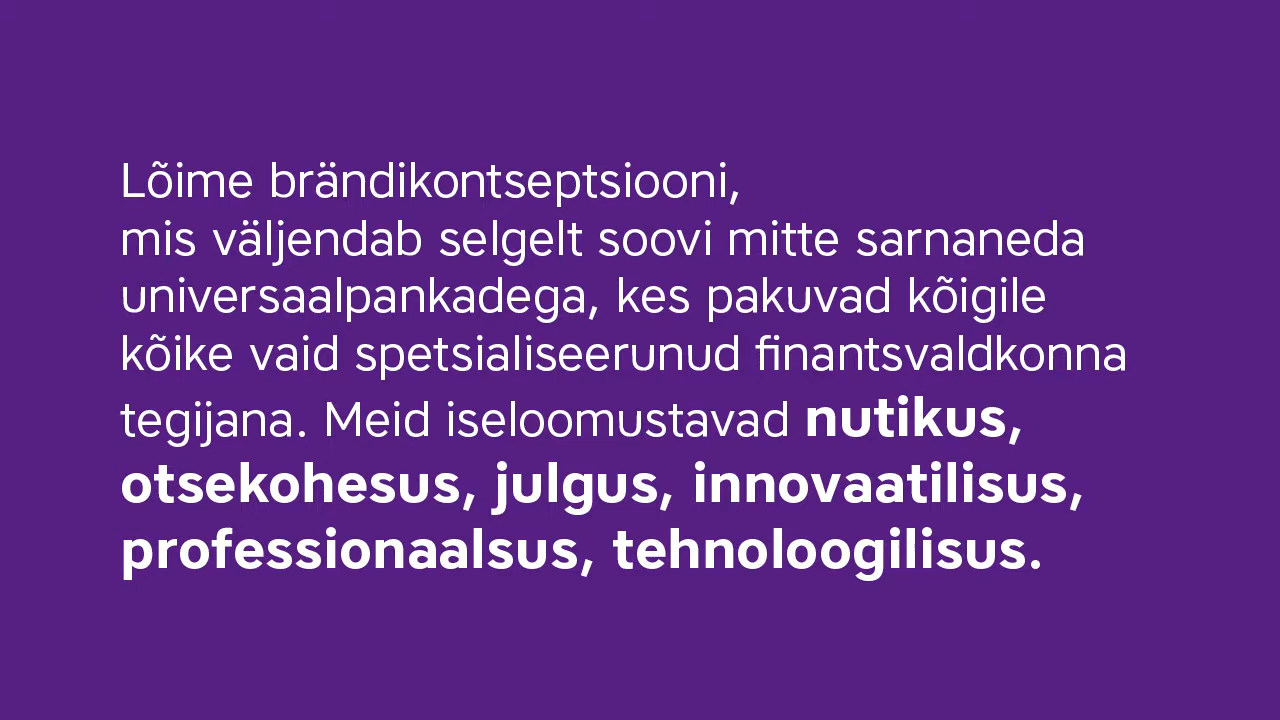 Lõime brändikontseptsiooni,
mis väljendab selgelt soovi mitte sarnaneda
universaalpankadega, kes pakuvad kõigile
kõike vaid spetsialiseerunud finantsvaldkonna
tegijana. Meid iseloomustavad nutikus,
otsekohesus, julgus, innovaatilisus,
professionaalsus, tehnoloogilisus.